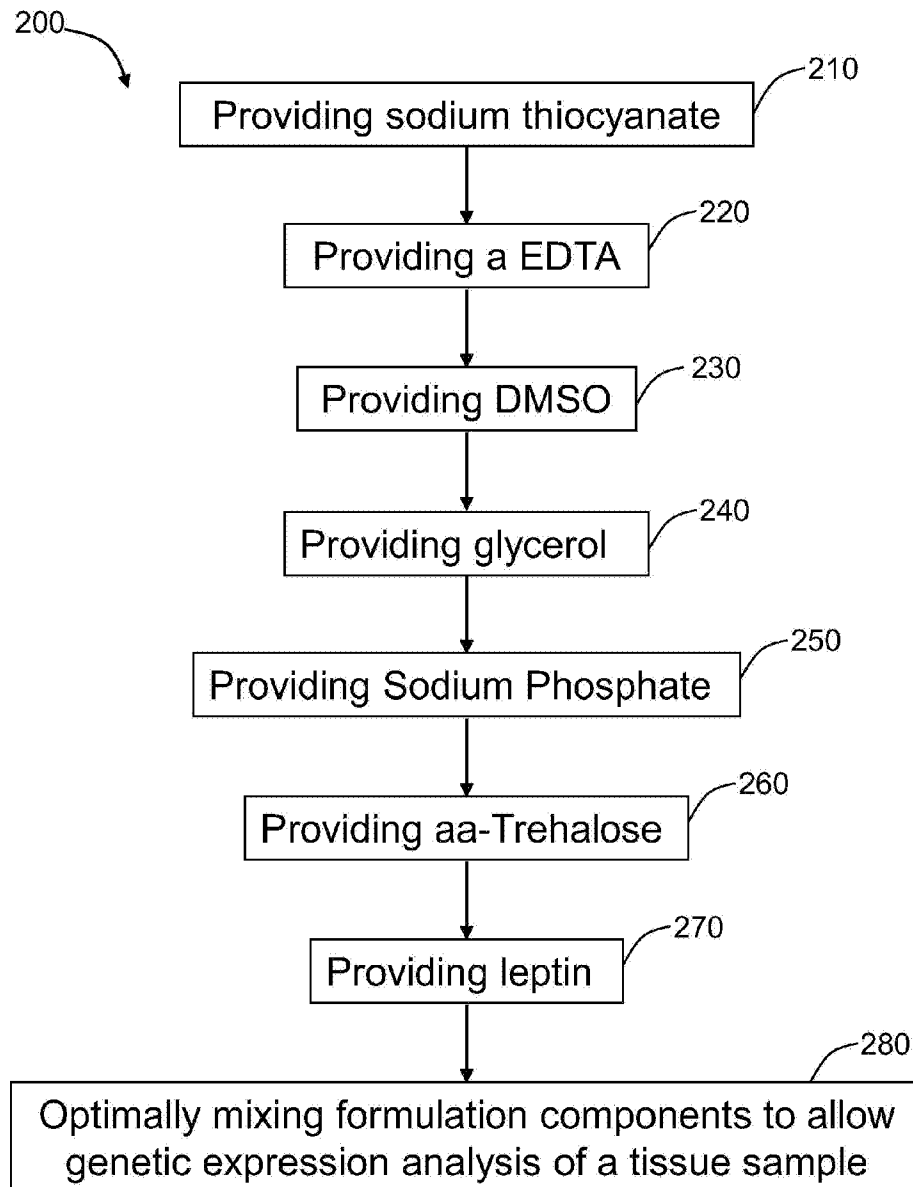 200
210
Providing sodium thiocyanate
220
Providing a EDTA
230
Providing DMSO
240
Providing glycerol
250
Providing Sodium Phosphate
260
Providing aa-Trehalose
270
Providing leptin
280
Optimally mixing formulation components to allow
genetic expression analysis of a tissue sample